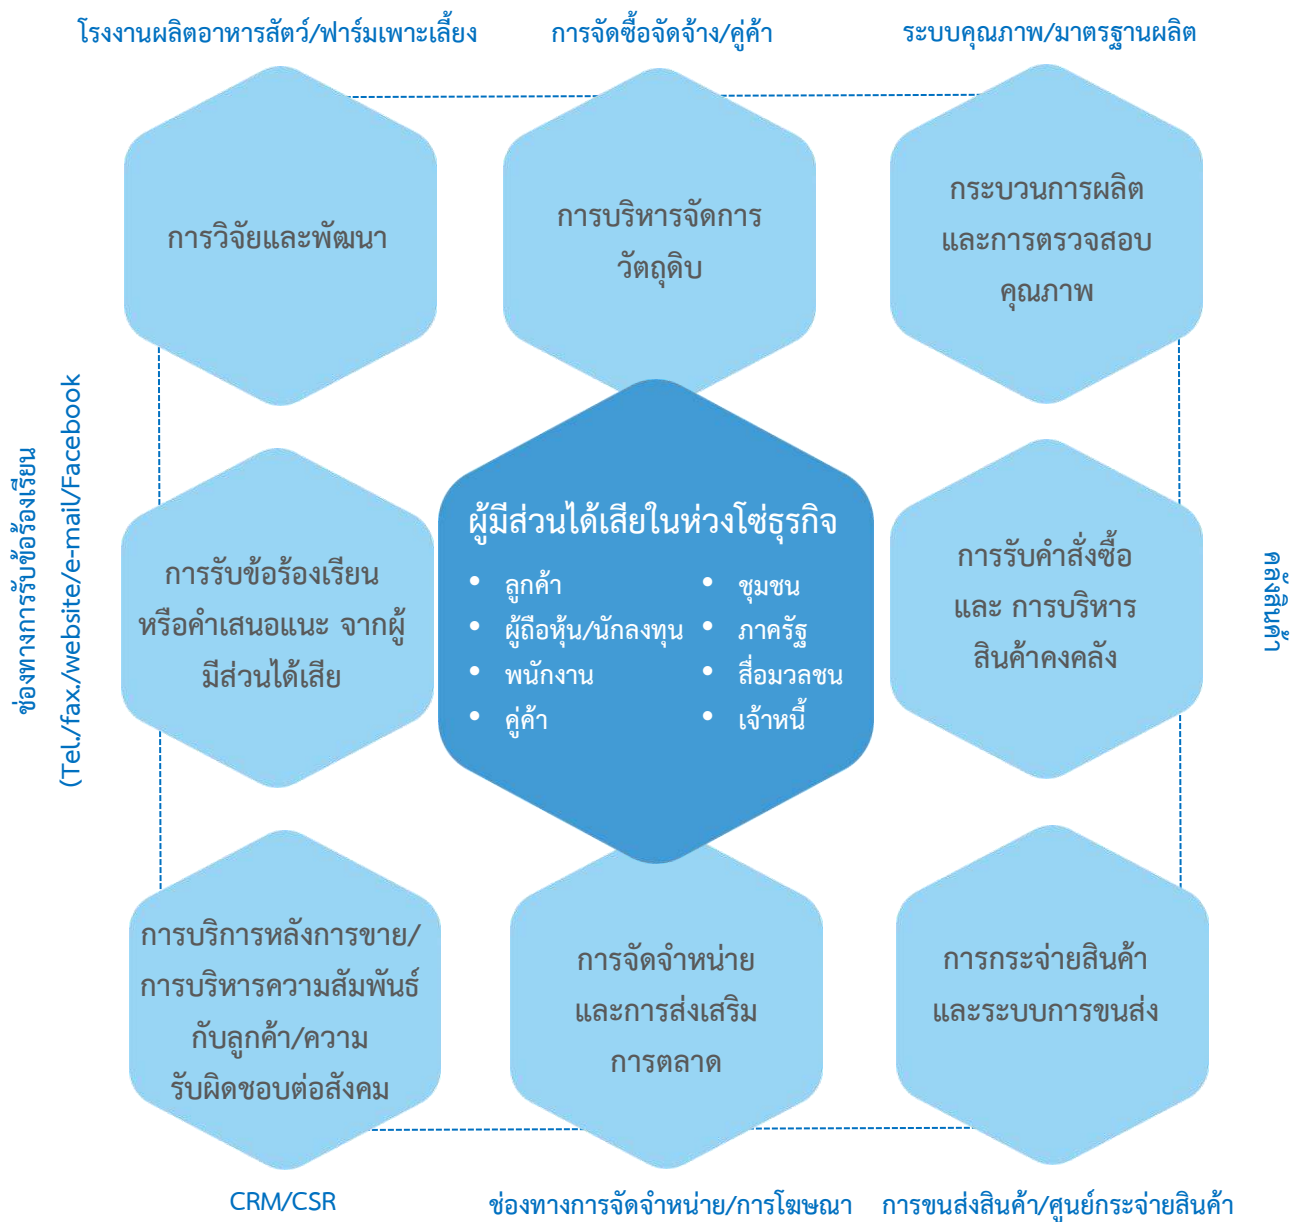 โรงงานผลิตอาหารสัตว์/ฟาร์มเพาะเลี้ยง
การจัดซื้อจัดจ้าง/คู่ค้า
ระบบคุณภาพ/มาตรฐานผลิต
การวิจัยและพัฒนา
การบริหารจัดการ
วัตถุดิบ
กระบวนการผลิต
และการตรวจสอบ
คุณภาพ
ช่องทางการรับข้อร้องเรียน
(Tel./fax./website/e-mail/Facebook
การรับข้อร้องเรียน
หรือคำเสนอแนะ จากผู้
มีส่วนได้เสีย
ผู้มีส่วนได้เสียในห่วงโซ่ธุรกิจ
• ลูกค้า
• ผู้ถือหุ้น/นักลงทุน
• พนักงาน
• คู่ค้า
• ชุมชน
• ภาครัฐ
• สื่อมวลชน
• เจ้าหนี้
การรับคำสั่งซื้อ
และ การบริหาร
สินค้าคงคลัง
คลังสินค้า
การบริการหลังการขาย/
การบริหารความสัมพันธ์
กับลูกค้า/ความ
รับผิดชอบต่อสังคม
การจัดจำหน่าย
และการส่งเสริม
การตลาด
การกระจ่ายสินค้า
และระบบการขนส่ง
CRM/CSR
ช่องทางการจัดจำหน่าย/การโฆษณา
การขนส่งสินค้า/ศูนย์กระจ่ายสินค้า